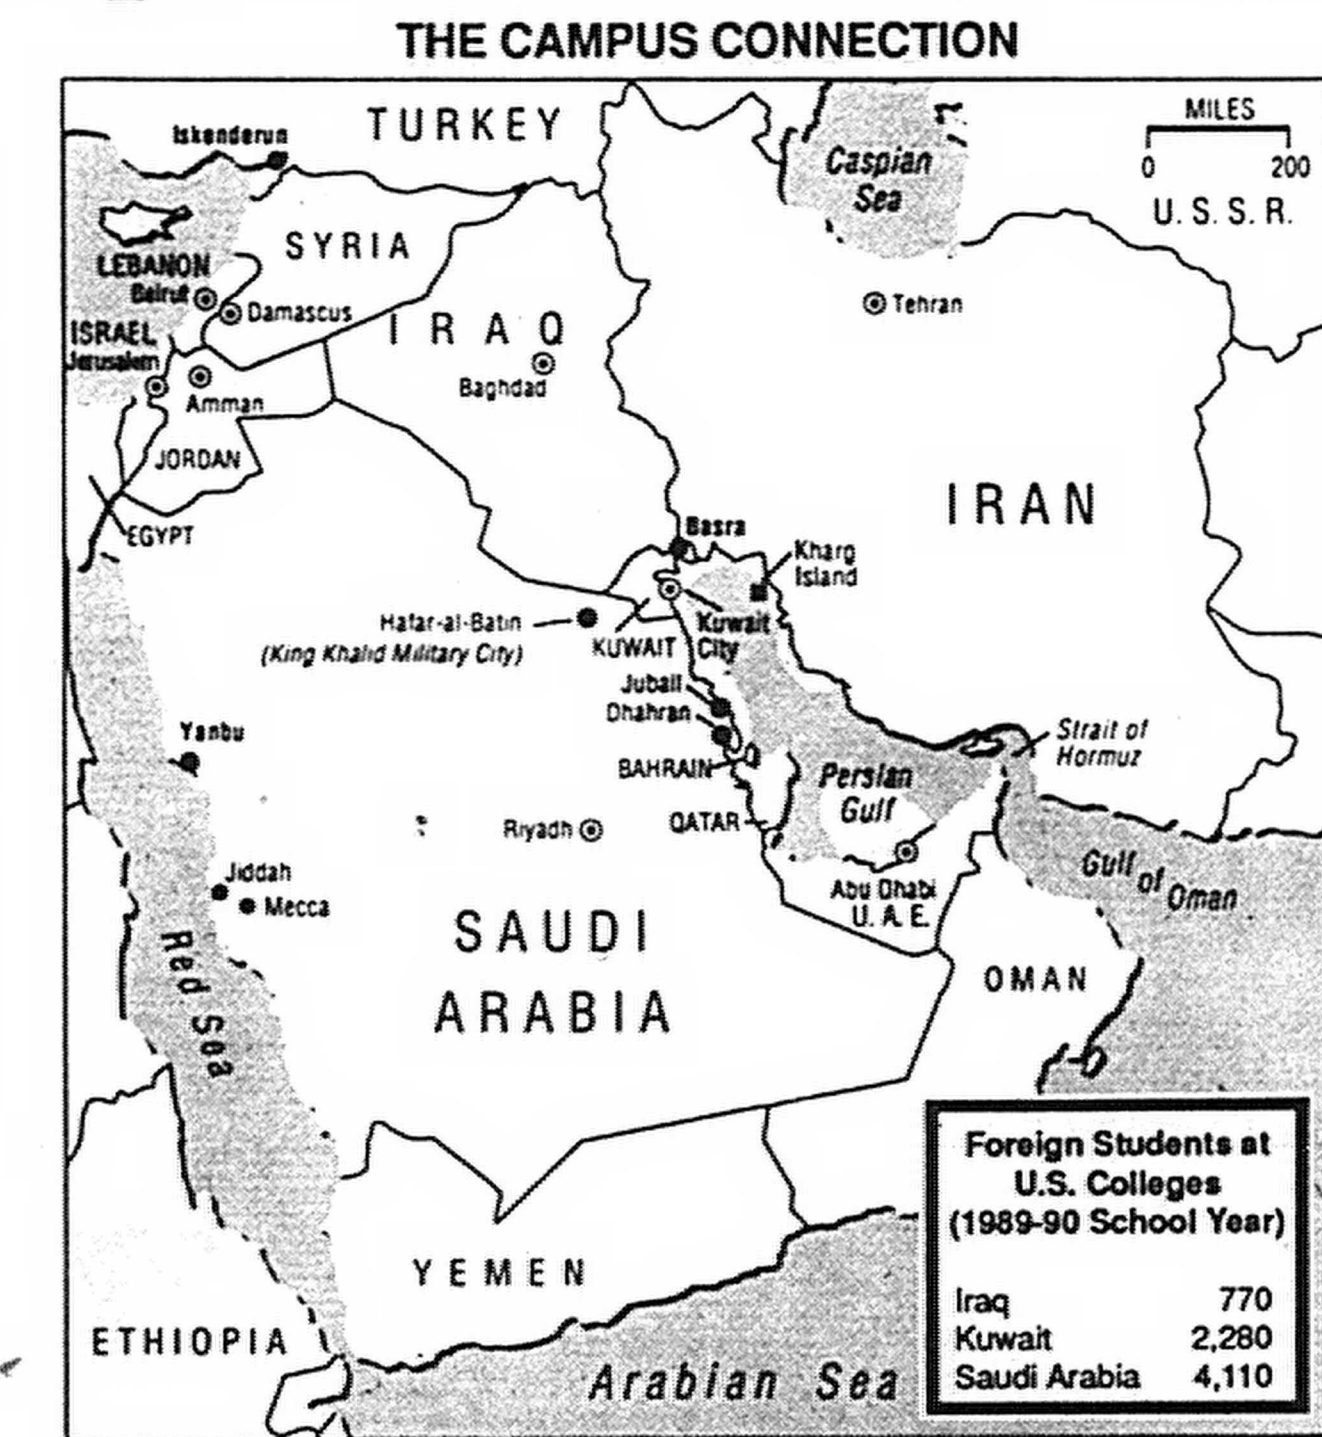 THE CAMPUS CONNECTION
MILES
0 200
U.S.S.R.
TURKEY
Iskenderun
Caspian
Sea
SYRIA
LEBANON
Beirut
Damascus
ISRAEL
Jerusalem
Amman
JORDAN
EGYPT
IRAQ
Baghdad
Tehran
IRAN
Basra
Kharg
Island
Hafar-al-Batin
(King Khalid Military City)
KUWAIT
Kuwait
City
Jubail
Dhahran
BAHRAIN
QATAR
Persian
Gulf
Strait of
Hormuz
Yanbu
Riyadh
Jiddah
Mecca
Abu Dhabi
U.A.E.
Gulf of Oman
Red Sea
SAUDI
ARABIA
OMAN
YEMEN
ETHIOPIA
Arabian Sea
Foreign Students at
U.S. Colleges
(1989-90 School Year)
Iraq 770
Kuwait 2,280
Saudi Arabia 4,110